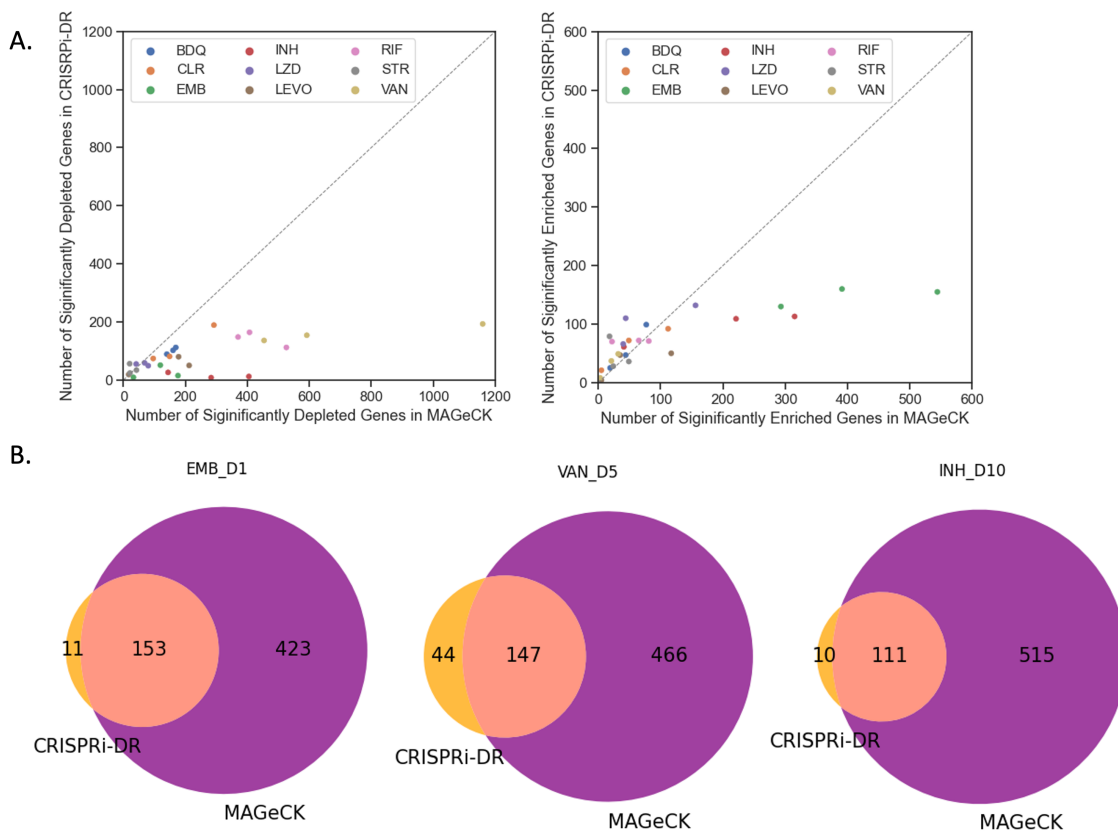 A.
Number of Siginificantly Depleted Genes in CRISRPi-DR
1200
1000
800
600
400
200
0
BDQ INH RIF
CLR LZD STR
EMB LEVO VAN
0 200 400 600 800 1000 1200
Number of Siginificantly Depleted Genes in MAGeCK
Number of Siginificantly Enriched Genes in CRISRPi-DR
600
500
400
300
200
100
0
BDQ INH RIF
CLR LZD STR
EMB LEVO VAN
0 100 200 300 400 500 600
Number of Siginificantly Enriched Genes in MAGeCK
B.
EMB_D1
11 153 423
CRISPRi-DR
MAGeCK
VAN_D5
44 147 466
CRISPRi-DR
MAGeCK
INH_D10
10 111 515
CRISPRi-DR
MAGeCK